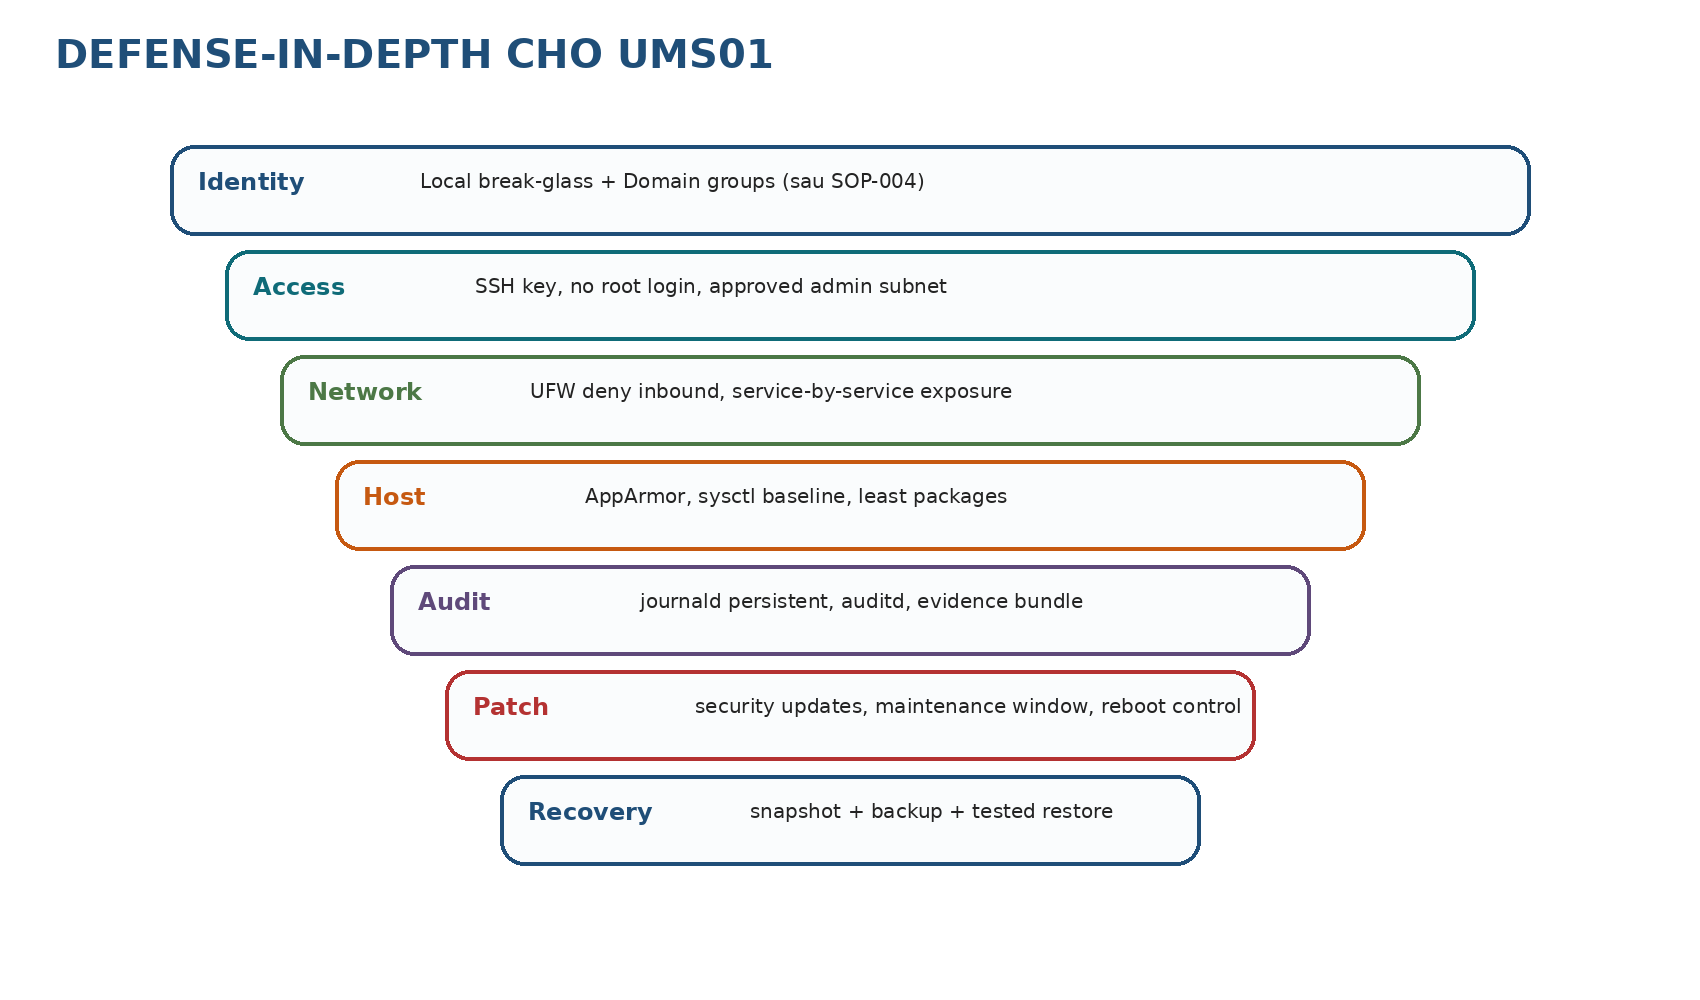 DEFENSE-IN-DEPTH CHO UMS01
Identity Local break-glass + Domain groups (sau SOP-004)
Access SSH key, no root login, approved admin subnet
Network UFW deny inbound, service-by-service exposure
Host AppArmor, sysctl baseline, least packages
Audit journald persistent, auditd, evidence bundle
Patch security updates, maintenance window, reboot control
Recovery snapshot + backup + tested restore